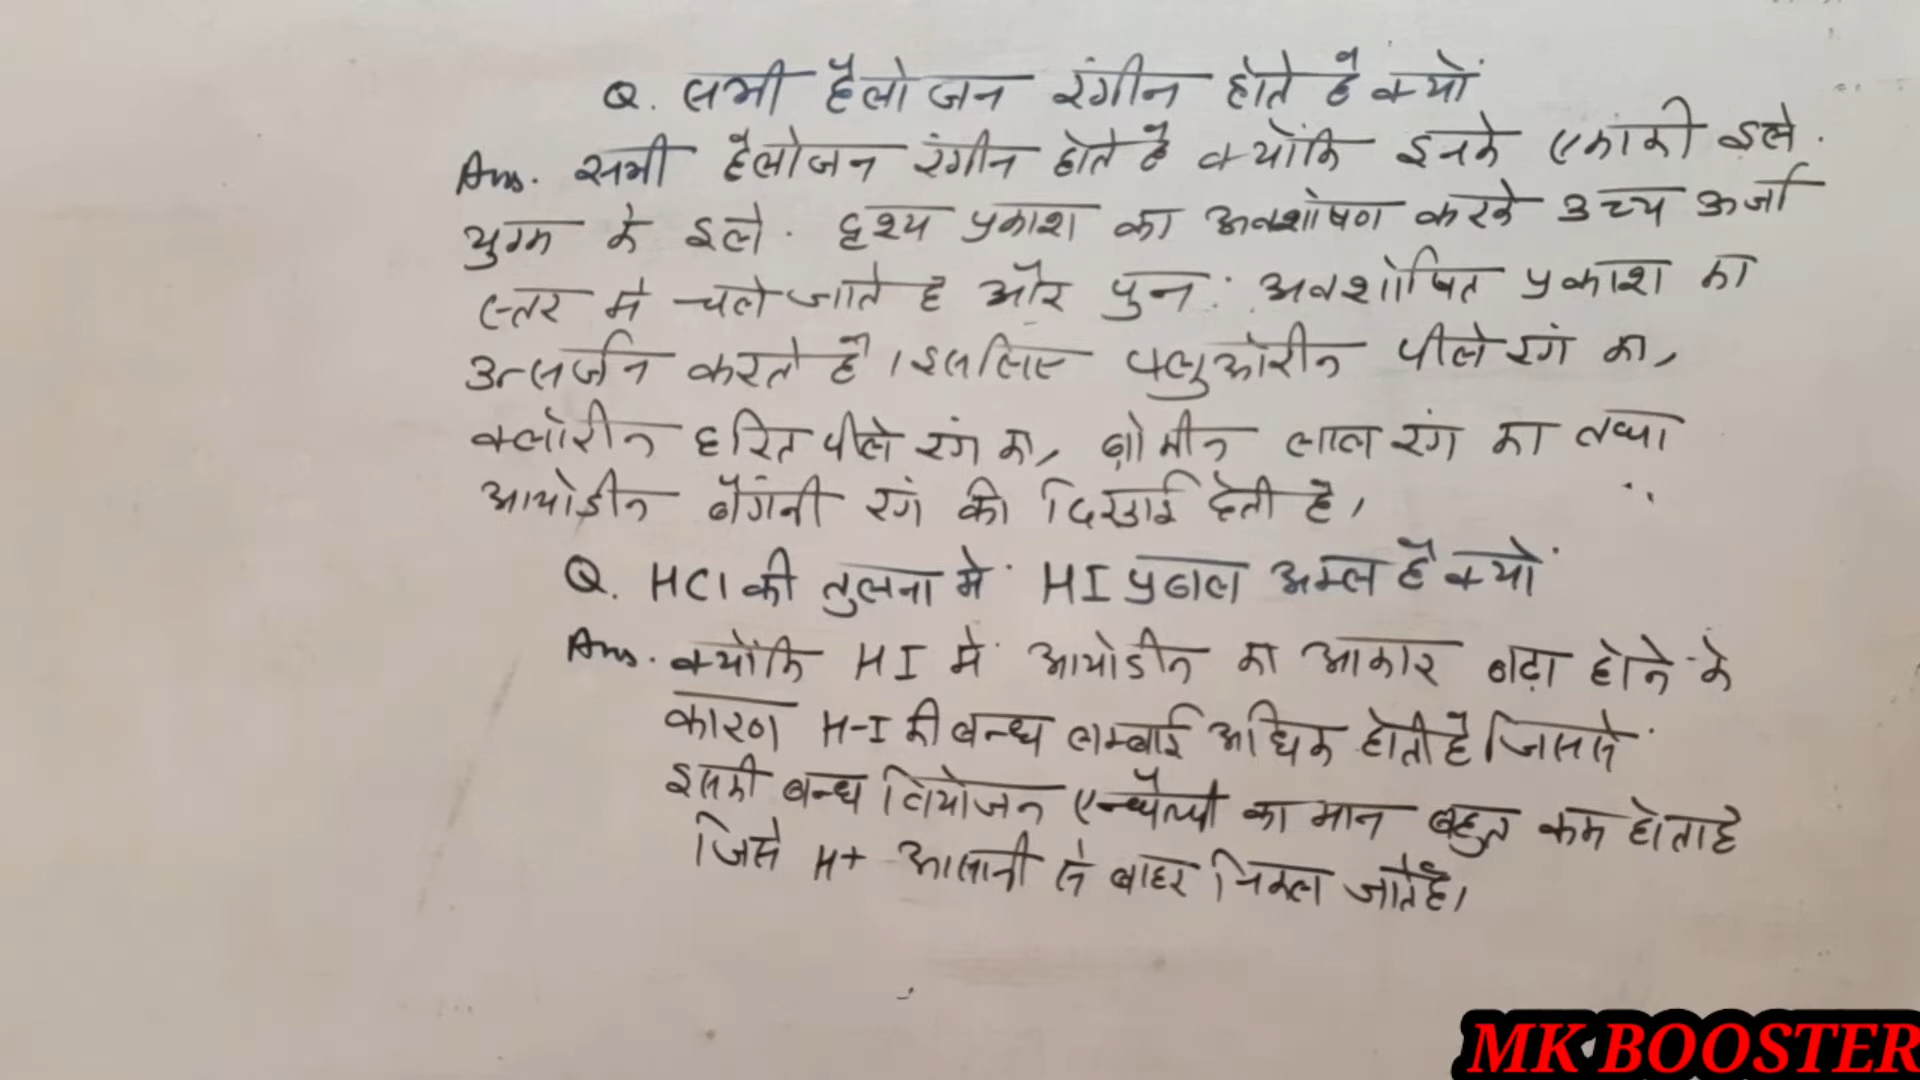 Q. सभी हैलोजन रंगीन होते है क्यों
Ans. सभी हैलोजन रंगीन होते है क्योंकि इनके एकाकी इले.
युग्म के इले. दृश्य प्रकाश का अवशोषण करके उच्च ऊर्जा
स्तर मे चले जाते है और पुन: अवशोषित प्रकाश का
उत्सर्जन करते है। इसलिए फ्लुओरीन पीले रंग का,
क्लोरीन हरित पीले रंग का, ब्रोमीन लाल रंग का तथा
आयोडीन बैंगनी रंग की दिखाई देती है।
Q. HCl की तुलना मे HI प्रबल अम्ल है क्यों
Ans. क्योंकि HI मे आयोडीन का आकार बढ़ा होने के
कारण H-I की बन्ध लम्बाई अधिक होती है जिससे
इसकी बन्ध वियोजन एन्थैल्पी का मान बहुत कम होता है
जिसे H+ आसानी से बाहर निकल जाते है।
MK BOOSTER